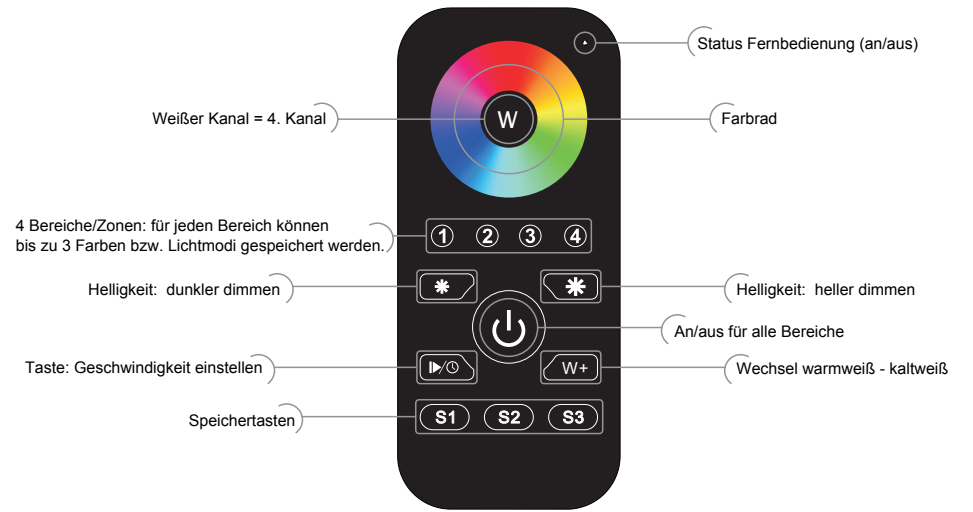 Status Fernbedienung (an/aus)
Weißer Kanal = 4. Kanal
W
Farbrad
4 Bereiche/Zonen: für jeden Bereich können
bis zu 3 Farben bzw. Lichtmodi gespeichert werden.
1 2 3 4
Helligkeit: dunkler dimmen
Helligkeit: heller dimmen
An/aus für alle Bereiche
Taste: Geschwindigkeit einstellen
W+
Wechsel warmweiß - kaltweiß
Speichertasten
S1 S2 S3